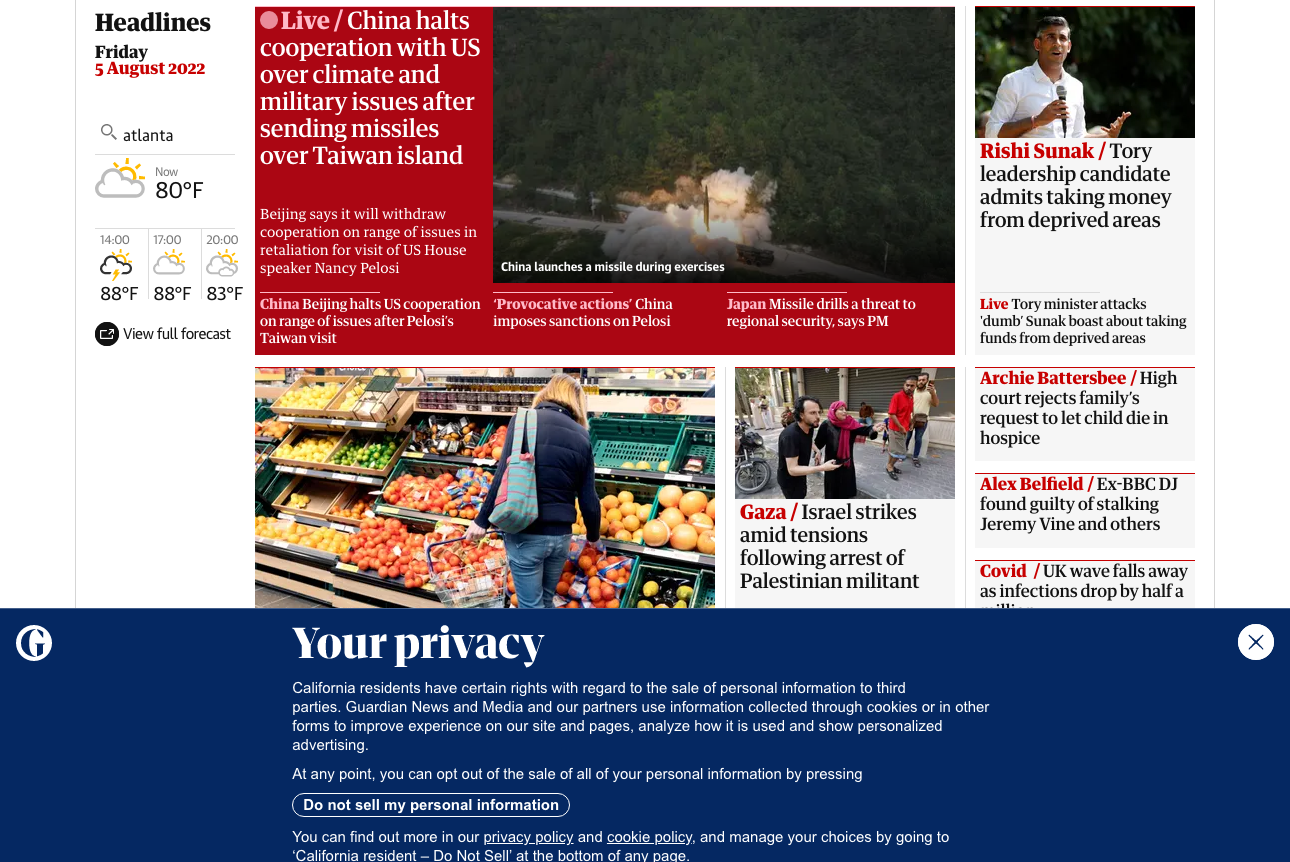 Headlines
Friday
5 August 2022
atlanta
Now
80°F
14:00
17:00
20:00
88°F
88°F
83°F
View full forecast
Live / China halts
cooperation with US
over climate and
military issues after
sending missiles
over Taiwan island
Beijing says it will withdraw
cooperation on range of issues in
retaliation for visit of US House
speaker Nancy Pelosi
China launches a missile during exercises
China Beijing halts US cooperation
on range of issues after Pelosi's
Taiwan visit
‘Provocative actions’ China
imposes sanctions on Pelosi
Japan Missile drills a threat to
regional security, says PM
Rishi Sunak / Tory
leadership candidate
admits taking money
from deprived areas
Live Tory minister attacks
‘dumb’ Sunak boast about taking
funds from deprived areas
Gaza / Israel strikes
amid tensions
following arrest of
Palestinian militant
Archie Battersbee / High
court rejects family's
request to let child die in
hospice
Alex Belfield / Ex-BBC DJ
found guilty of stalking
Jeremy Vine and others
Covid / UK wave falls away
as infections drop by half a
Your privacy
California residents have certain rights with regard to the sale of personal information to third
parties. Guardian News and Media and our partners use information collected through cookies or in other
forms to improve experience on our site and pages, analyze how it is used and show personalized
advertising.
At any point, you can opt out of the sale of all of your personal information by pressing
Do not sell my personal information
You can find out more in our privacy policy and cookie policy, and manage your choices by going to
‘California resident – Do Not Sell’ at the bottom of any page.